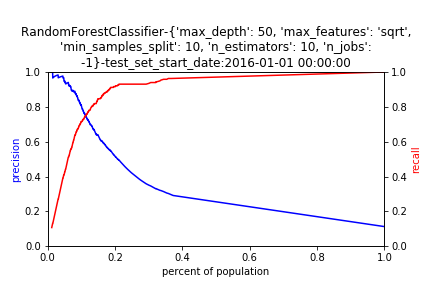 RandomForestClassifier-{'max_depth': 50, 'max_features': 'sqrt',
'min_samples_split': 10, 'n_estimators': 10, 'n_jobs':
-1}-test_set_start_date:2016-01-01 00:00:00
1.0
0.8
0.6
0.4
0.2
0.0
precision
1.0
0.8
0.6
0.4
0.2
0.0
recall
0.0 0.2 0.4 0.6 0.8 1.0
percent of population